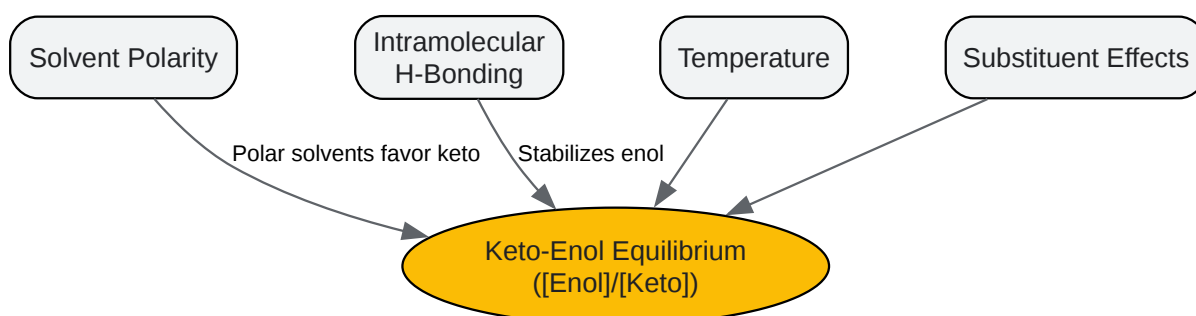 Solvent Polarity
Intramolecular
H-Bonding
Temperature
Substituent Effects
Polar solvents favor keto
Stabilizes enol
Keto-Enol Equilibrium
([Enol]/[Keto])